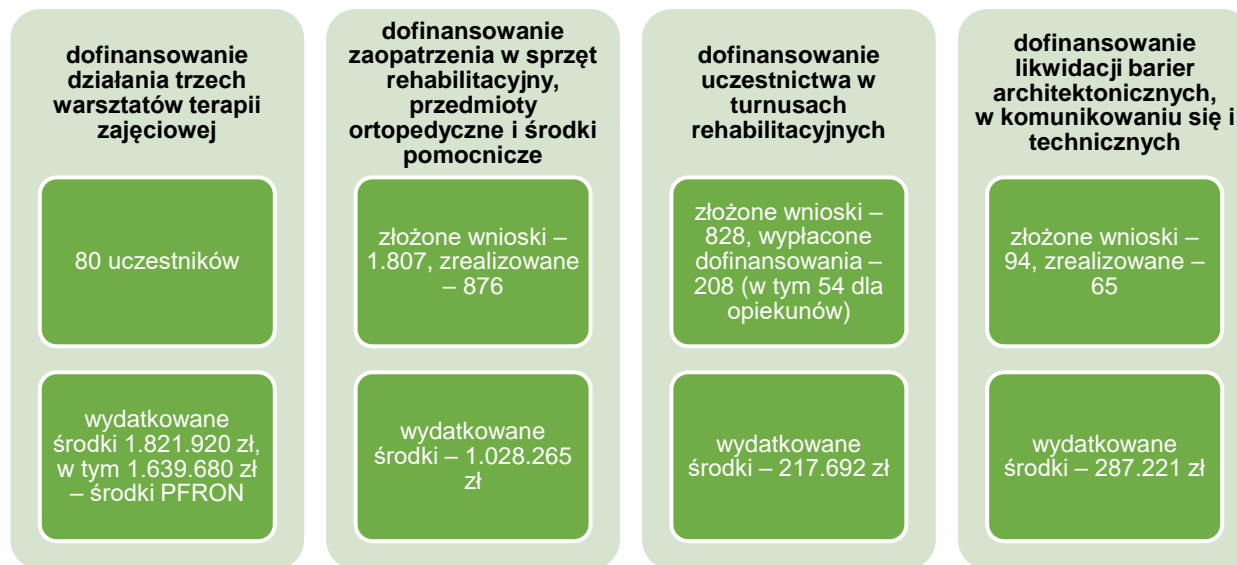 dofinansowanie
działania trzech
warsztatów terapii
zajęciowej
80 uczestników
wydatkowane
środki 1.821.920 zł,
w tym 1.639.680 zł
– środki PFRON
dofinansowanie
zaopatrzenia w sprzęt
rehabilitacyjny,
przedmioty
ortopedyczne i środki
pomocnicze
złożone wnioski –
1.807, zrealizowane
– 876
wydatkowane
środki – 1.028.265
zł
dofinansowanie
uczestnictwa w
turnusach
rehabilitacyjnych
złożone wnioski –
828, wypłacone
dofinansowania –
208 (w tym 54 dla
opiekunów)
wydatkowane
środki – 217.692 zł
dofinansowanie
likwidacji barier
architektonicznych,
w komunikowaniu się i
technicznych
złożone wnioski –
94, zrealizowane –
65
wydatkowane
środki – 287.221 zł